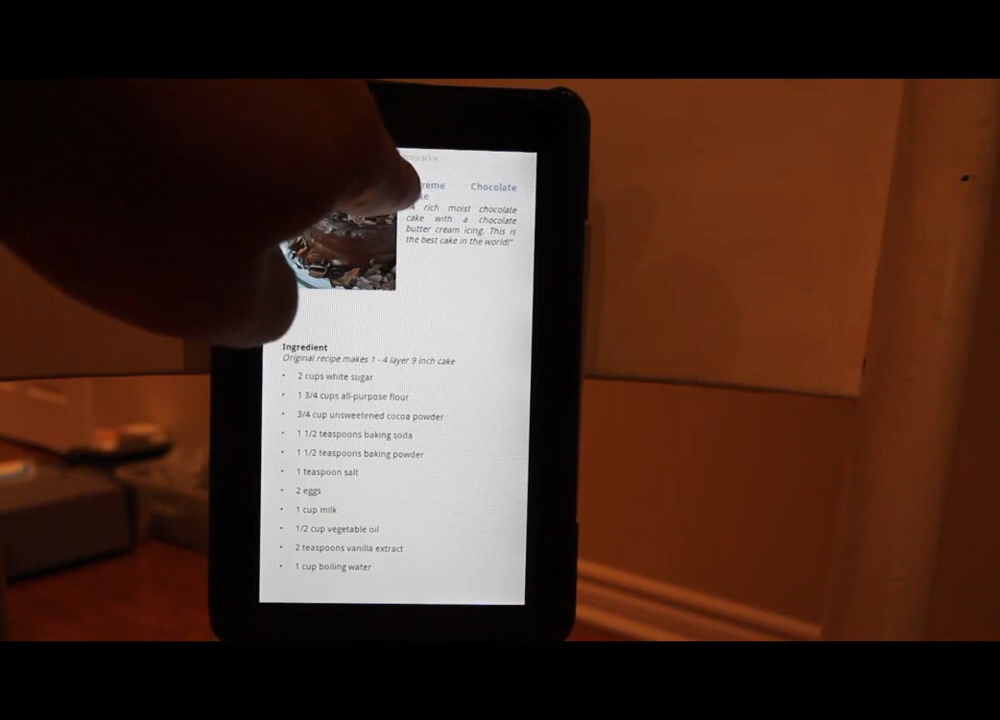 reme Chocolate
ke
A rich moist chocolate
cake with a chocolate
butter cream icing. This is
the best cake in the world!"
Ingredient
Original recipe makes 1 - 4 layer 9 inch cake
• 2 cups white sugar
• 1 3/4 cups all-purpose flour
• 3/4 cup unsweetened cocoa powder
• 1 1/2 teaspoons baking soda
• 1 1/2 teaspoons baking powder
• 1 teaspoon salt
• 2 eggs
• 1 cup milk
• 1/2 cup vegetable oil
• 2 teaspoons vanilla extract
• 1 cup boiling water